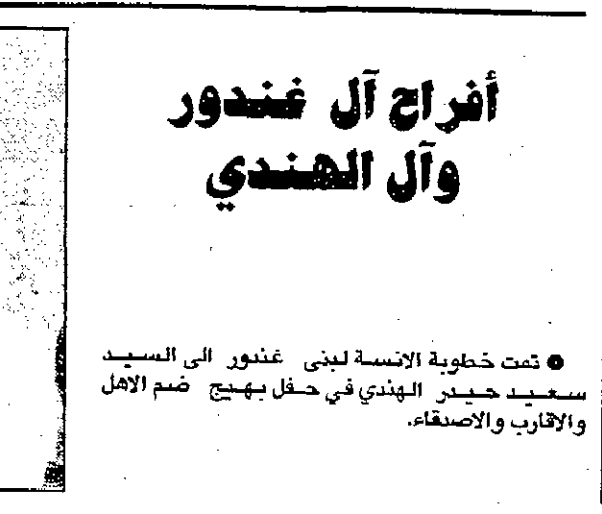 أفراح آل غندور
وآل الهندي
● تمت خطوبة الانسة لبنى غندور الى السيد
سعيد حيدر الهندي في حفل بهيج ضم الاهل
والاقارب والاصدقاء.